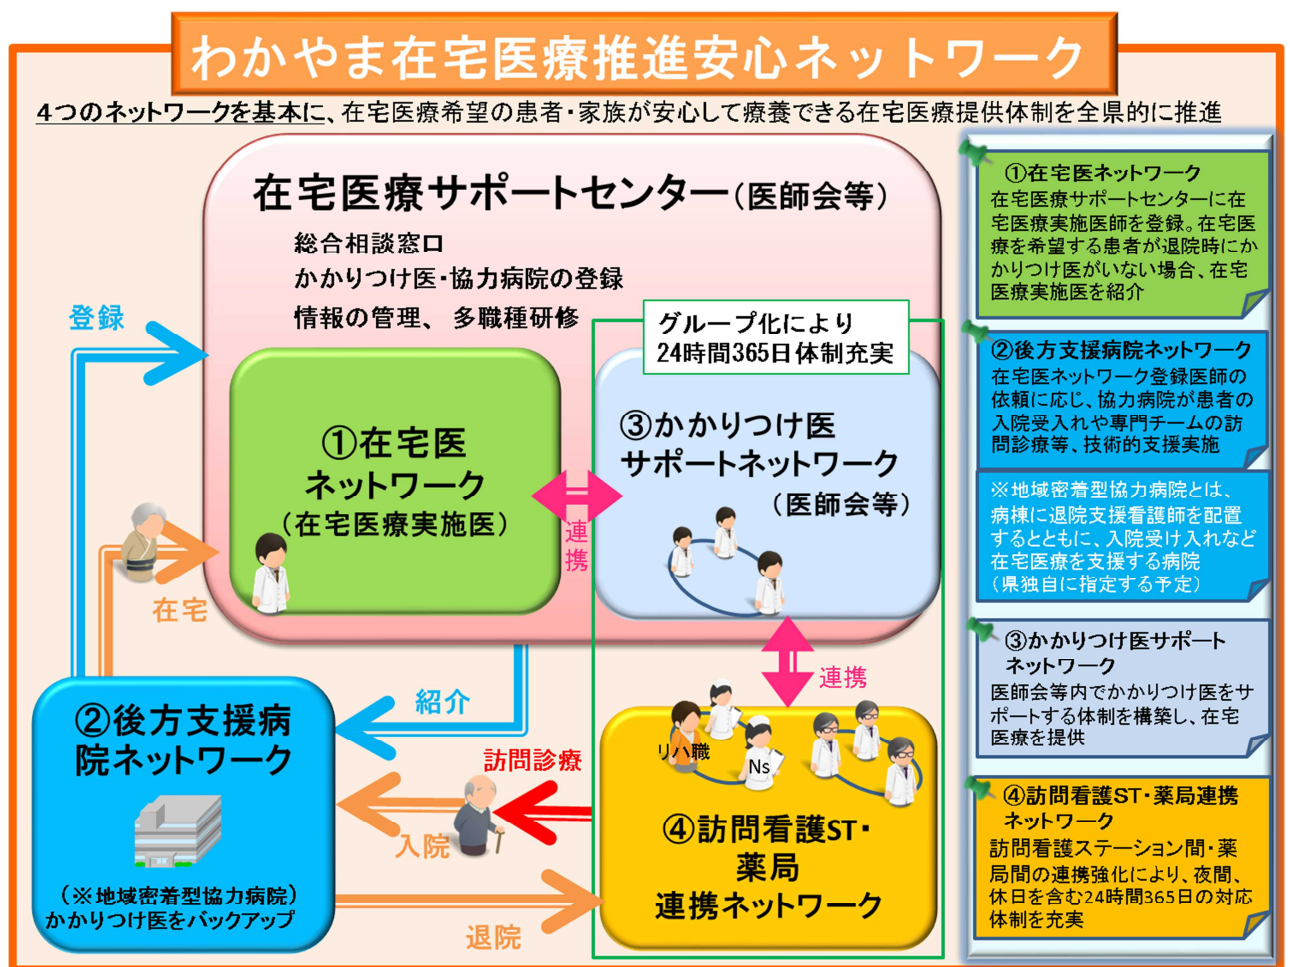 わかやま在宅医療推進安心ネットワーク
４つのネットワークを基本に、在宅医療希望の患者・家族が安心して療養できる在宅医療提供体制を全県的に推進
在宅医療サポートセンター（医師会等）
総合相談窓口
かかりつけ医・協力病院の登録
情報の管理、多職種研修
グループ化により
24時間365日体制充実
登録
①在宅医
ネットワーク
（在宅医療実施医）
連
携
③かかりつけ医
サポートネットワーク
（医師会等）
在宅
連携
紹介
②後方支援病
院ネットワーク
（※地域密着型協力病院）
かかりつけ医をバックアップ
訪問診療
入院
退院
リハ職
Ns
④訪問看護ST・
薬局
連携ネットワーク
①在宅医ネットワーク
在宅医療サポートセンターに在
宅医療実施医師を登録。在宅医
療を希望する患者が退院時にか
かりつけ医がいない場合、在宅
医療実施医を紹介
②後方支援病院ネットワーク
在宅医ネットワーク登録医師の
依頼に応じ、協力病院が患者の
入院受入れや専門チームの訪
問診療等、技術的支援実施
※地域密着型協力病院とは、
病棟に退院支援看護師を配置
するとともに、入院受け入れなど
在宅医療を支援する病院
（県独自に指定する予定）
③かかりつけ医サポート
ネットワーク
医師会等内でかかりつけ医をサ
ポートする体制を構築し、在宅
医療を提供
④訪問看護ST・薬局連携
ネットワーク
訪問看護ステーション間・薬
局間の連携強化により、夜間、
休日を含む24時間365日の対応
体制を充実